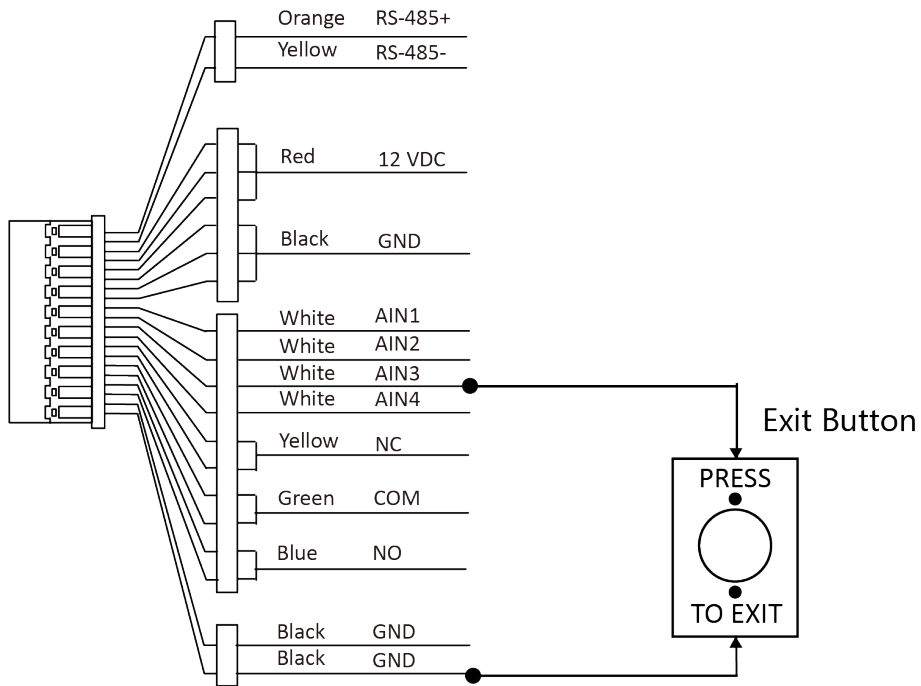 Orange RS-485+
Yellow RS-485-
Red 12 VDC
Black GND
White AIN1
White AIN2
White AIN3
White AIN4
Yellow NC
Green COM
Blue NO
Black GND
Black GND
Exit Button
PRESS
TO EXIT